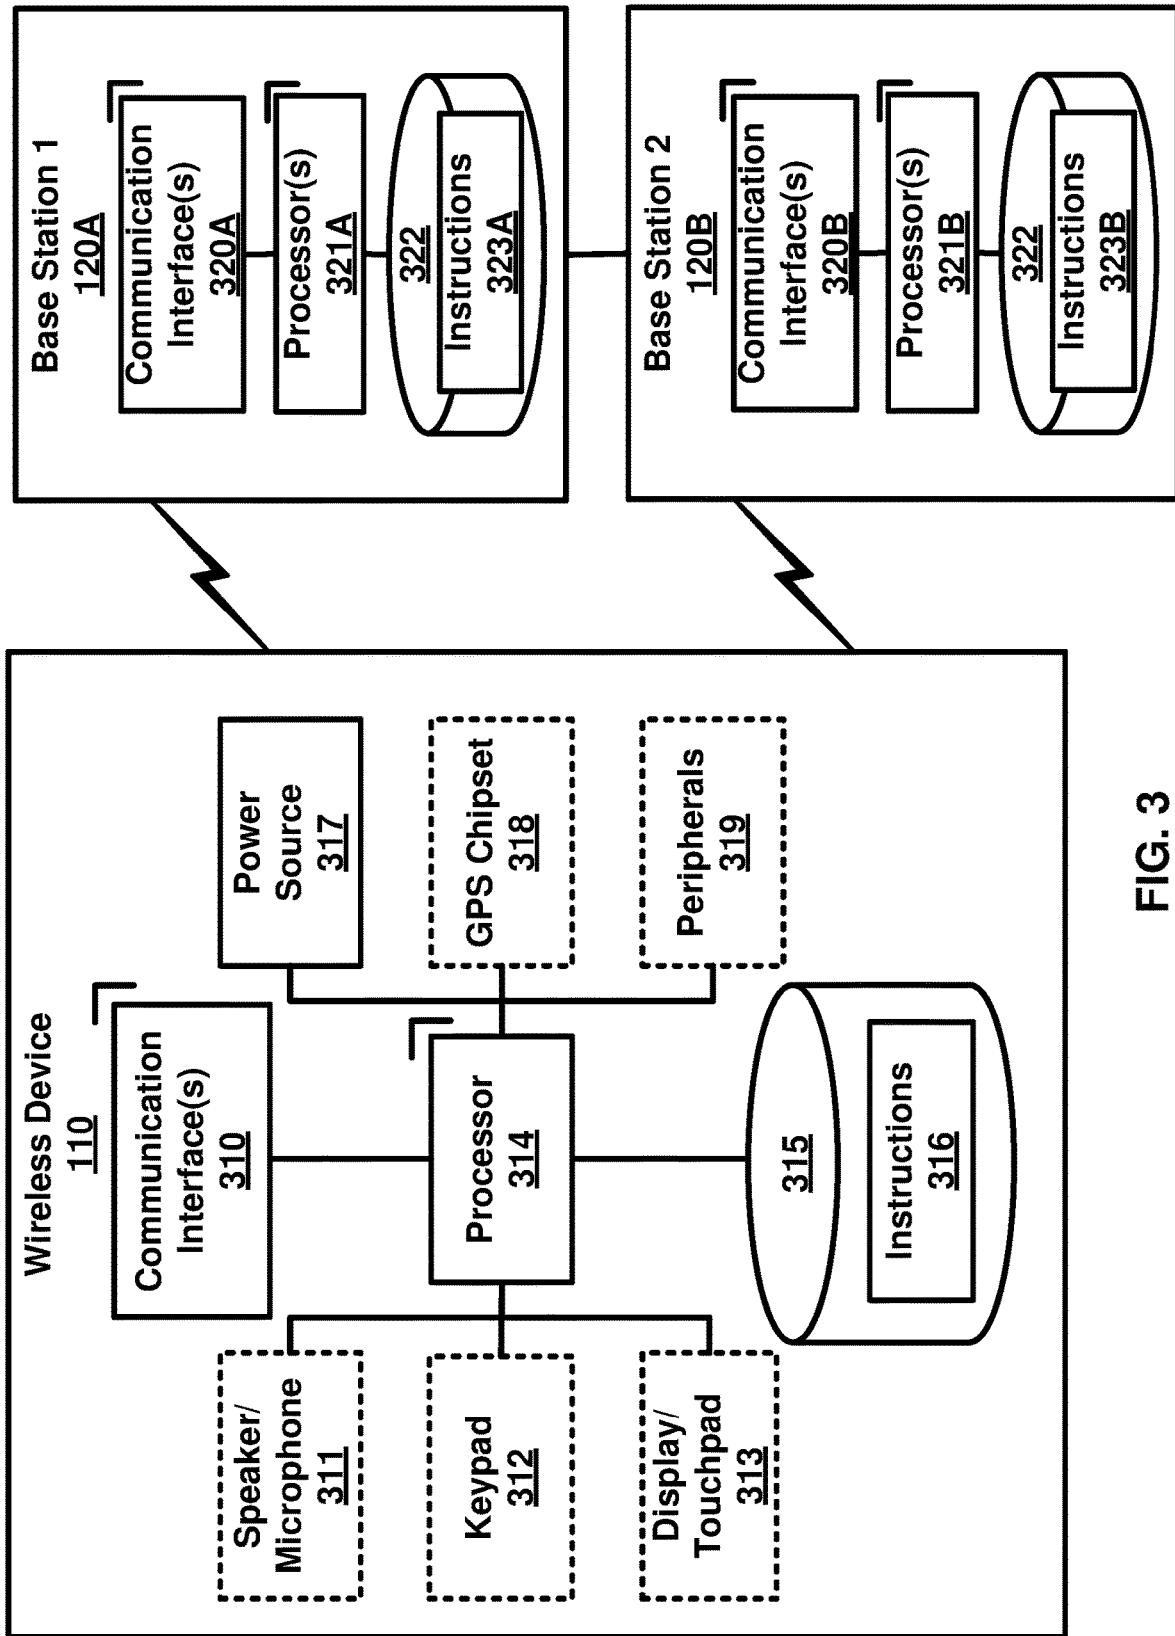 Wireless Device
110
Communication
Interface(s)
310
Speaker/
Microphone
311
Keypad
312
Display/
Touchpad
313
Processor
314
Power
Source
317
GPS Chipset
318
Peripherals
319
315
Instructions
316
Base Station 1
120A
Communication
Interface(s)
320A
Processor(s)
321A
322
Instructions
323A
Base Station 2
120B
Communication
Interface(s)
320B
Processor(s)
321B
322
Instructions
323B
FIG. 3